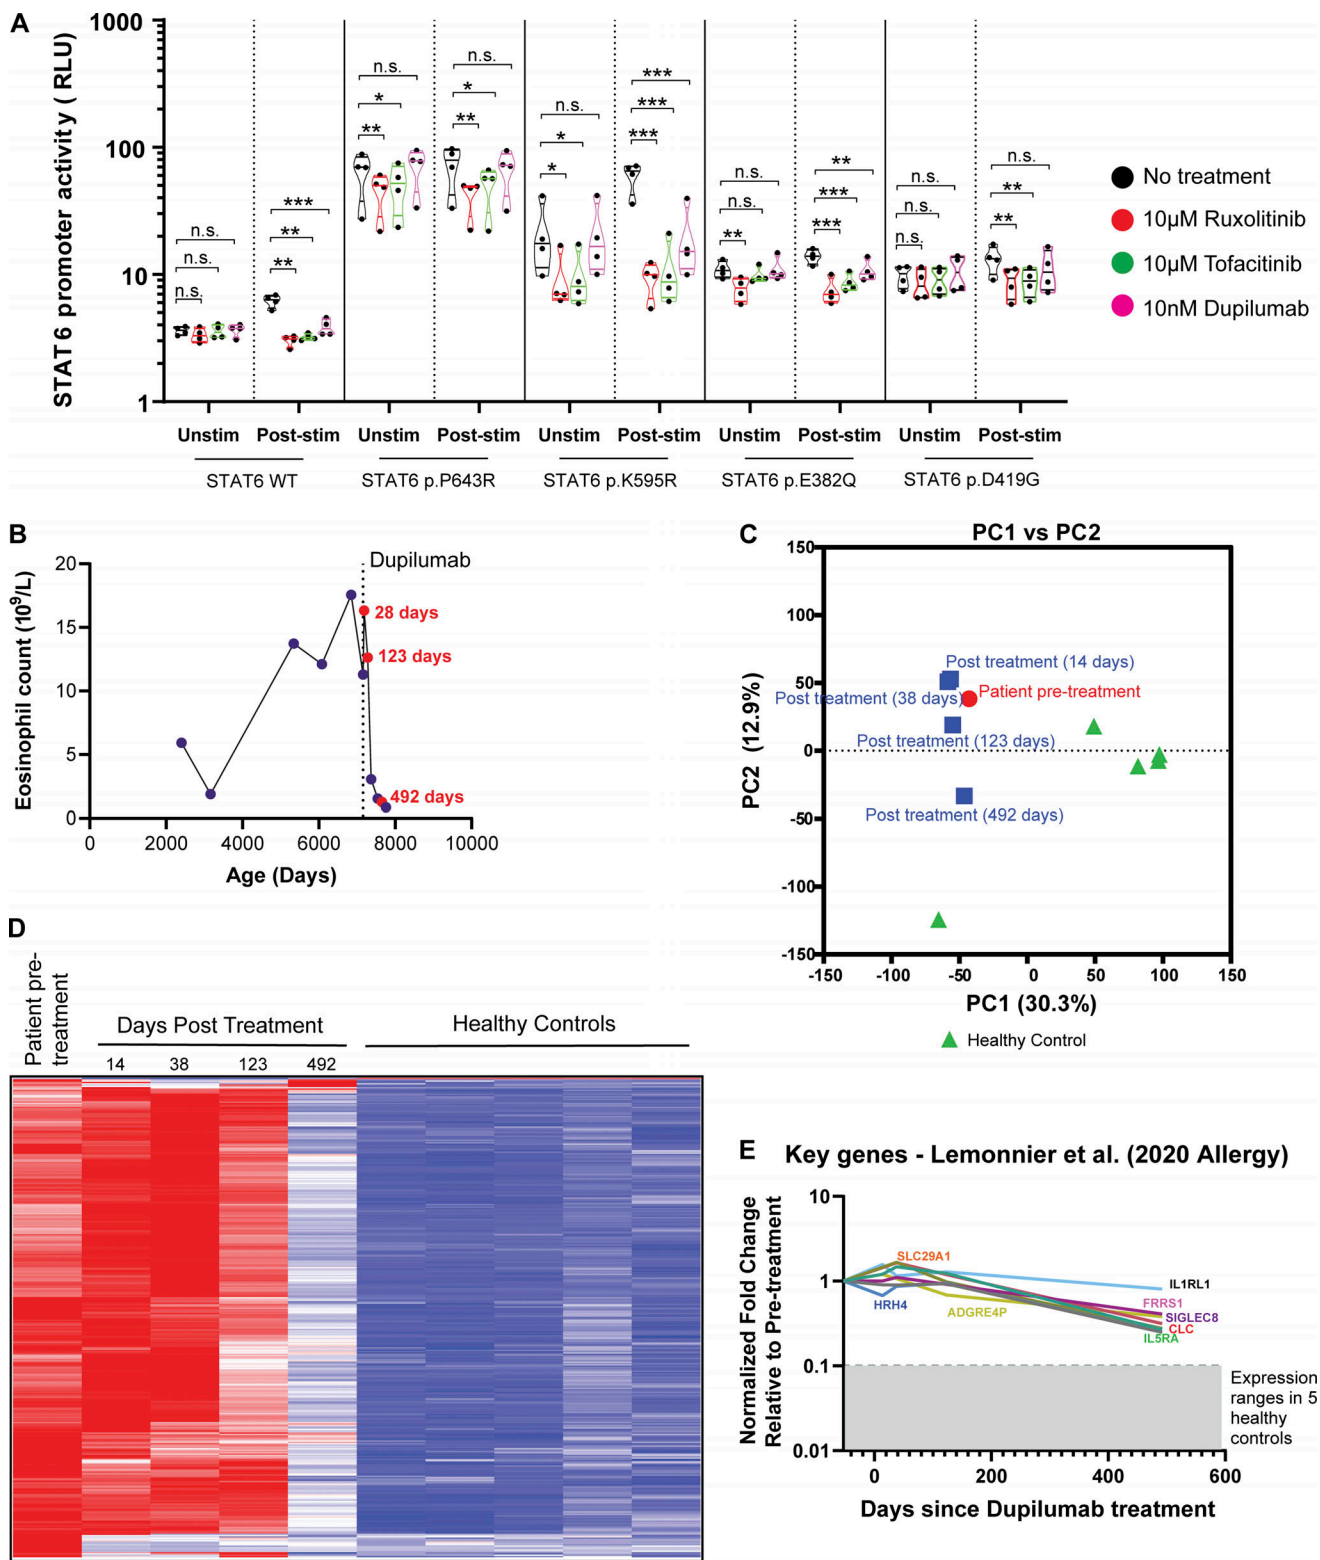 A
STAT6 promoter activity ( RLU)
1000
100
10
1
n.s.
n.s.
n.s.
***
**
**
n.s.
*
**
n.s.
*
**
n.s.
*
*
***
***
***
n.s.
n.s.
**
**
***
***
n.s.
n.s.
n.s.
n.s.
**
**
No treatment
10µM Ruxolitinib
10µM Tofacitinib
10nM Dupilumab
Unstim Post-stim Unstim Post-stim Unstim Post-stim Unstim Post-stim Unstim Post-stim
STAT6 WT STAT6 p.P643R STAT6 p.K595R STAT6 p.E382Q STAT6 p.D419G
B
Dupilumab
Eosinophil count (10⁹/L)
20
15
10
5
0
28 days
123 days
492 days
0 2000 4000 6000 8000 10000
Age (Days)
C
PC1 vs PC2
PC2 (12.9%)
150
100
50
0
-50
-100
-150
Post treatment (14 days)
Patient pre-treatment
Post treatment (38 days)
Post treatment (123 days)
Post treatment (492 days)
-150 -100 -50 0 50 100 150
PC1 (30.3%)
Healthy Control
D
Patient pre-
treatment
Days Post Treatment
14 38 123 492
Healthy Controls
E
Key genes - Lemonnier et al. (2020 Allergy)
Normalized Fold Change
Relative to Pre-treatment
10
1
0.1
0.01
SLC29A1
HRH4
ADGRE4P
IL1RL1
FRRS1
SIGLEC8
CLC
IL5RA
Expression
ranges in 5
healthy
controls
0 200 400 600
Days since Dupilumab treatment